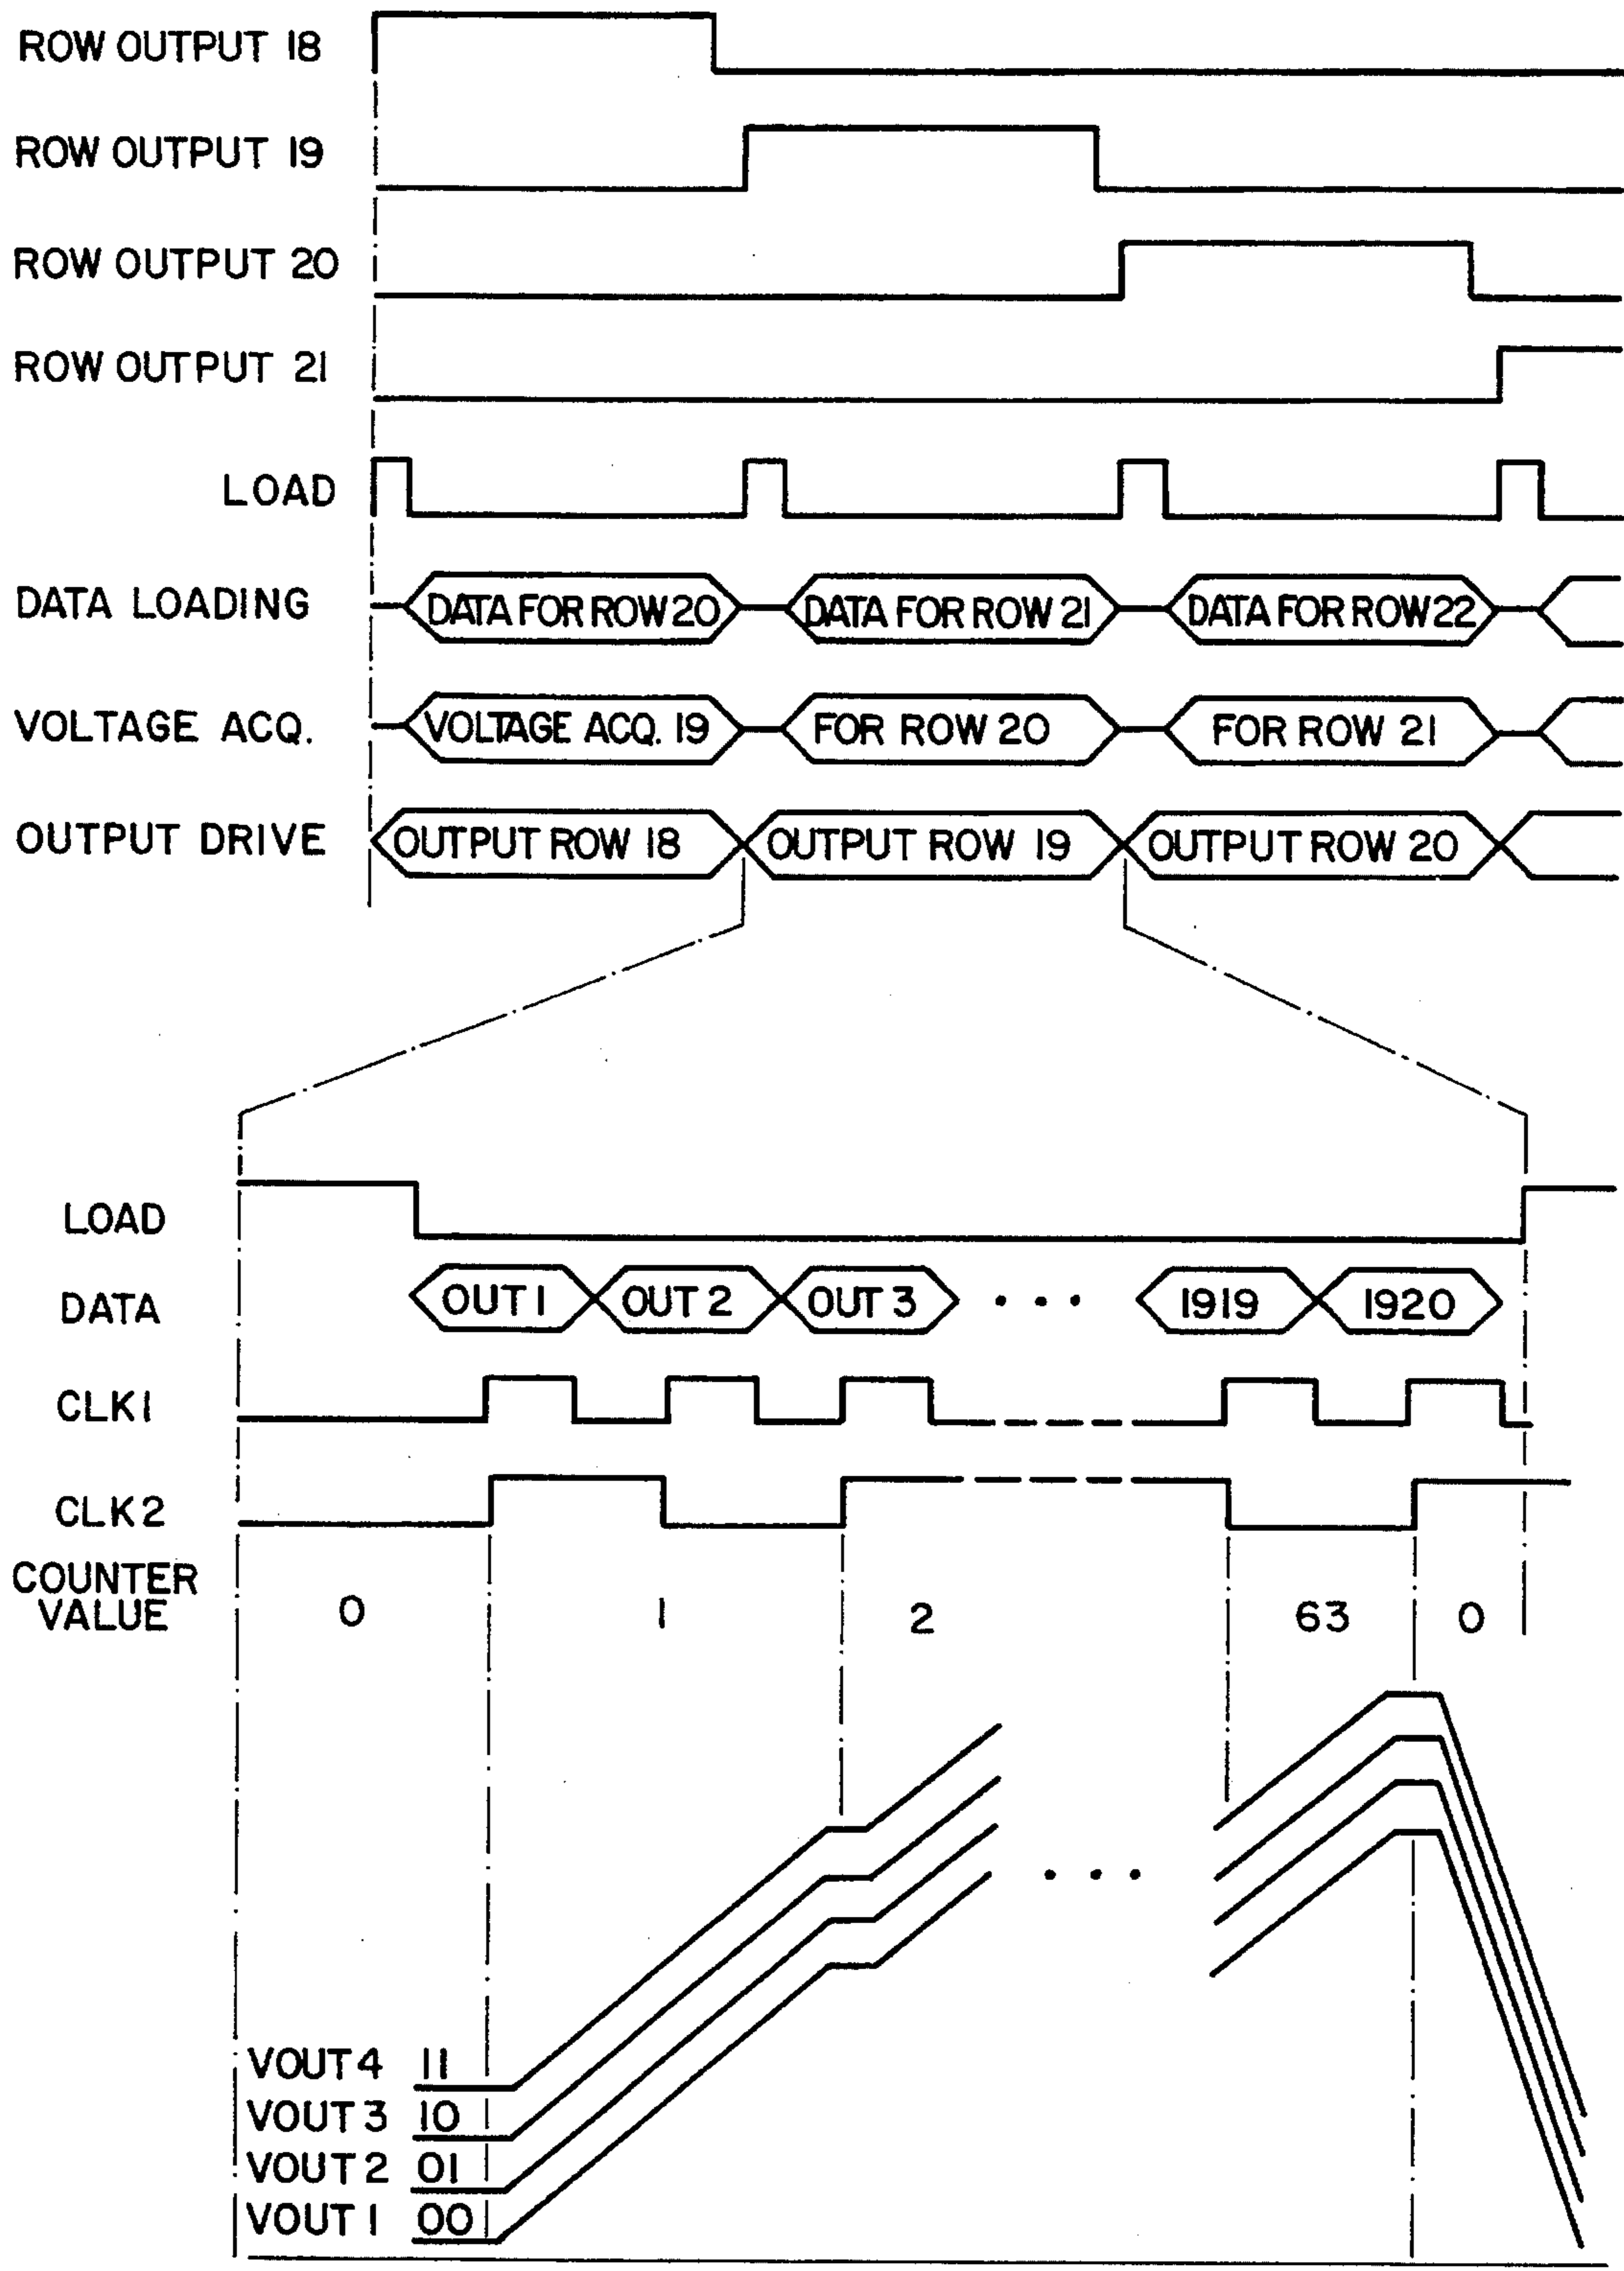 ROW OUTPUT 18
ROW OUTPUT 19
ROW OUTPUT 20
ROW OUTPUT 21
LOAD
DATA LOADING DATA FOR ROW 20 DATA FOR ROW 21 DATA FOR ROW 22
VOLTAGE ACQ. VOLTAGE ACQ. 19 FOR ROW 20 FOR ROW 21
OUTPUT DRIVE OUTPUT ROW 18 OUTPUT ROW 19 OUTPUT ROW 20
LOAD
DATA OUT 1 OUT 2 OUT 3 • • • 1919 1920
CLK1
CLK2
COUNTER
VALUE 0 1 2 63 0
• • •
VOUT 4 11
VOUT 3 10
VOUT 2 01
VOUT 1 00